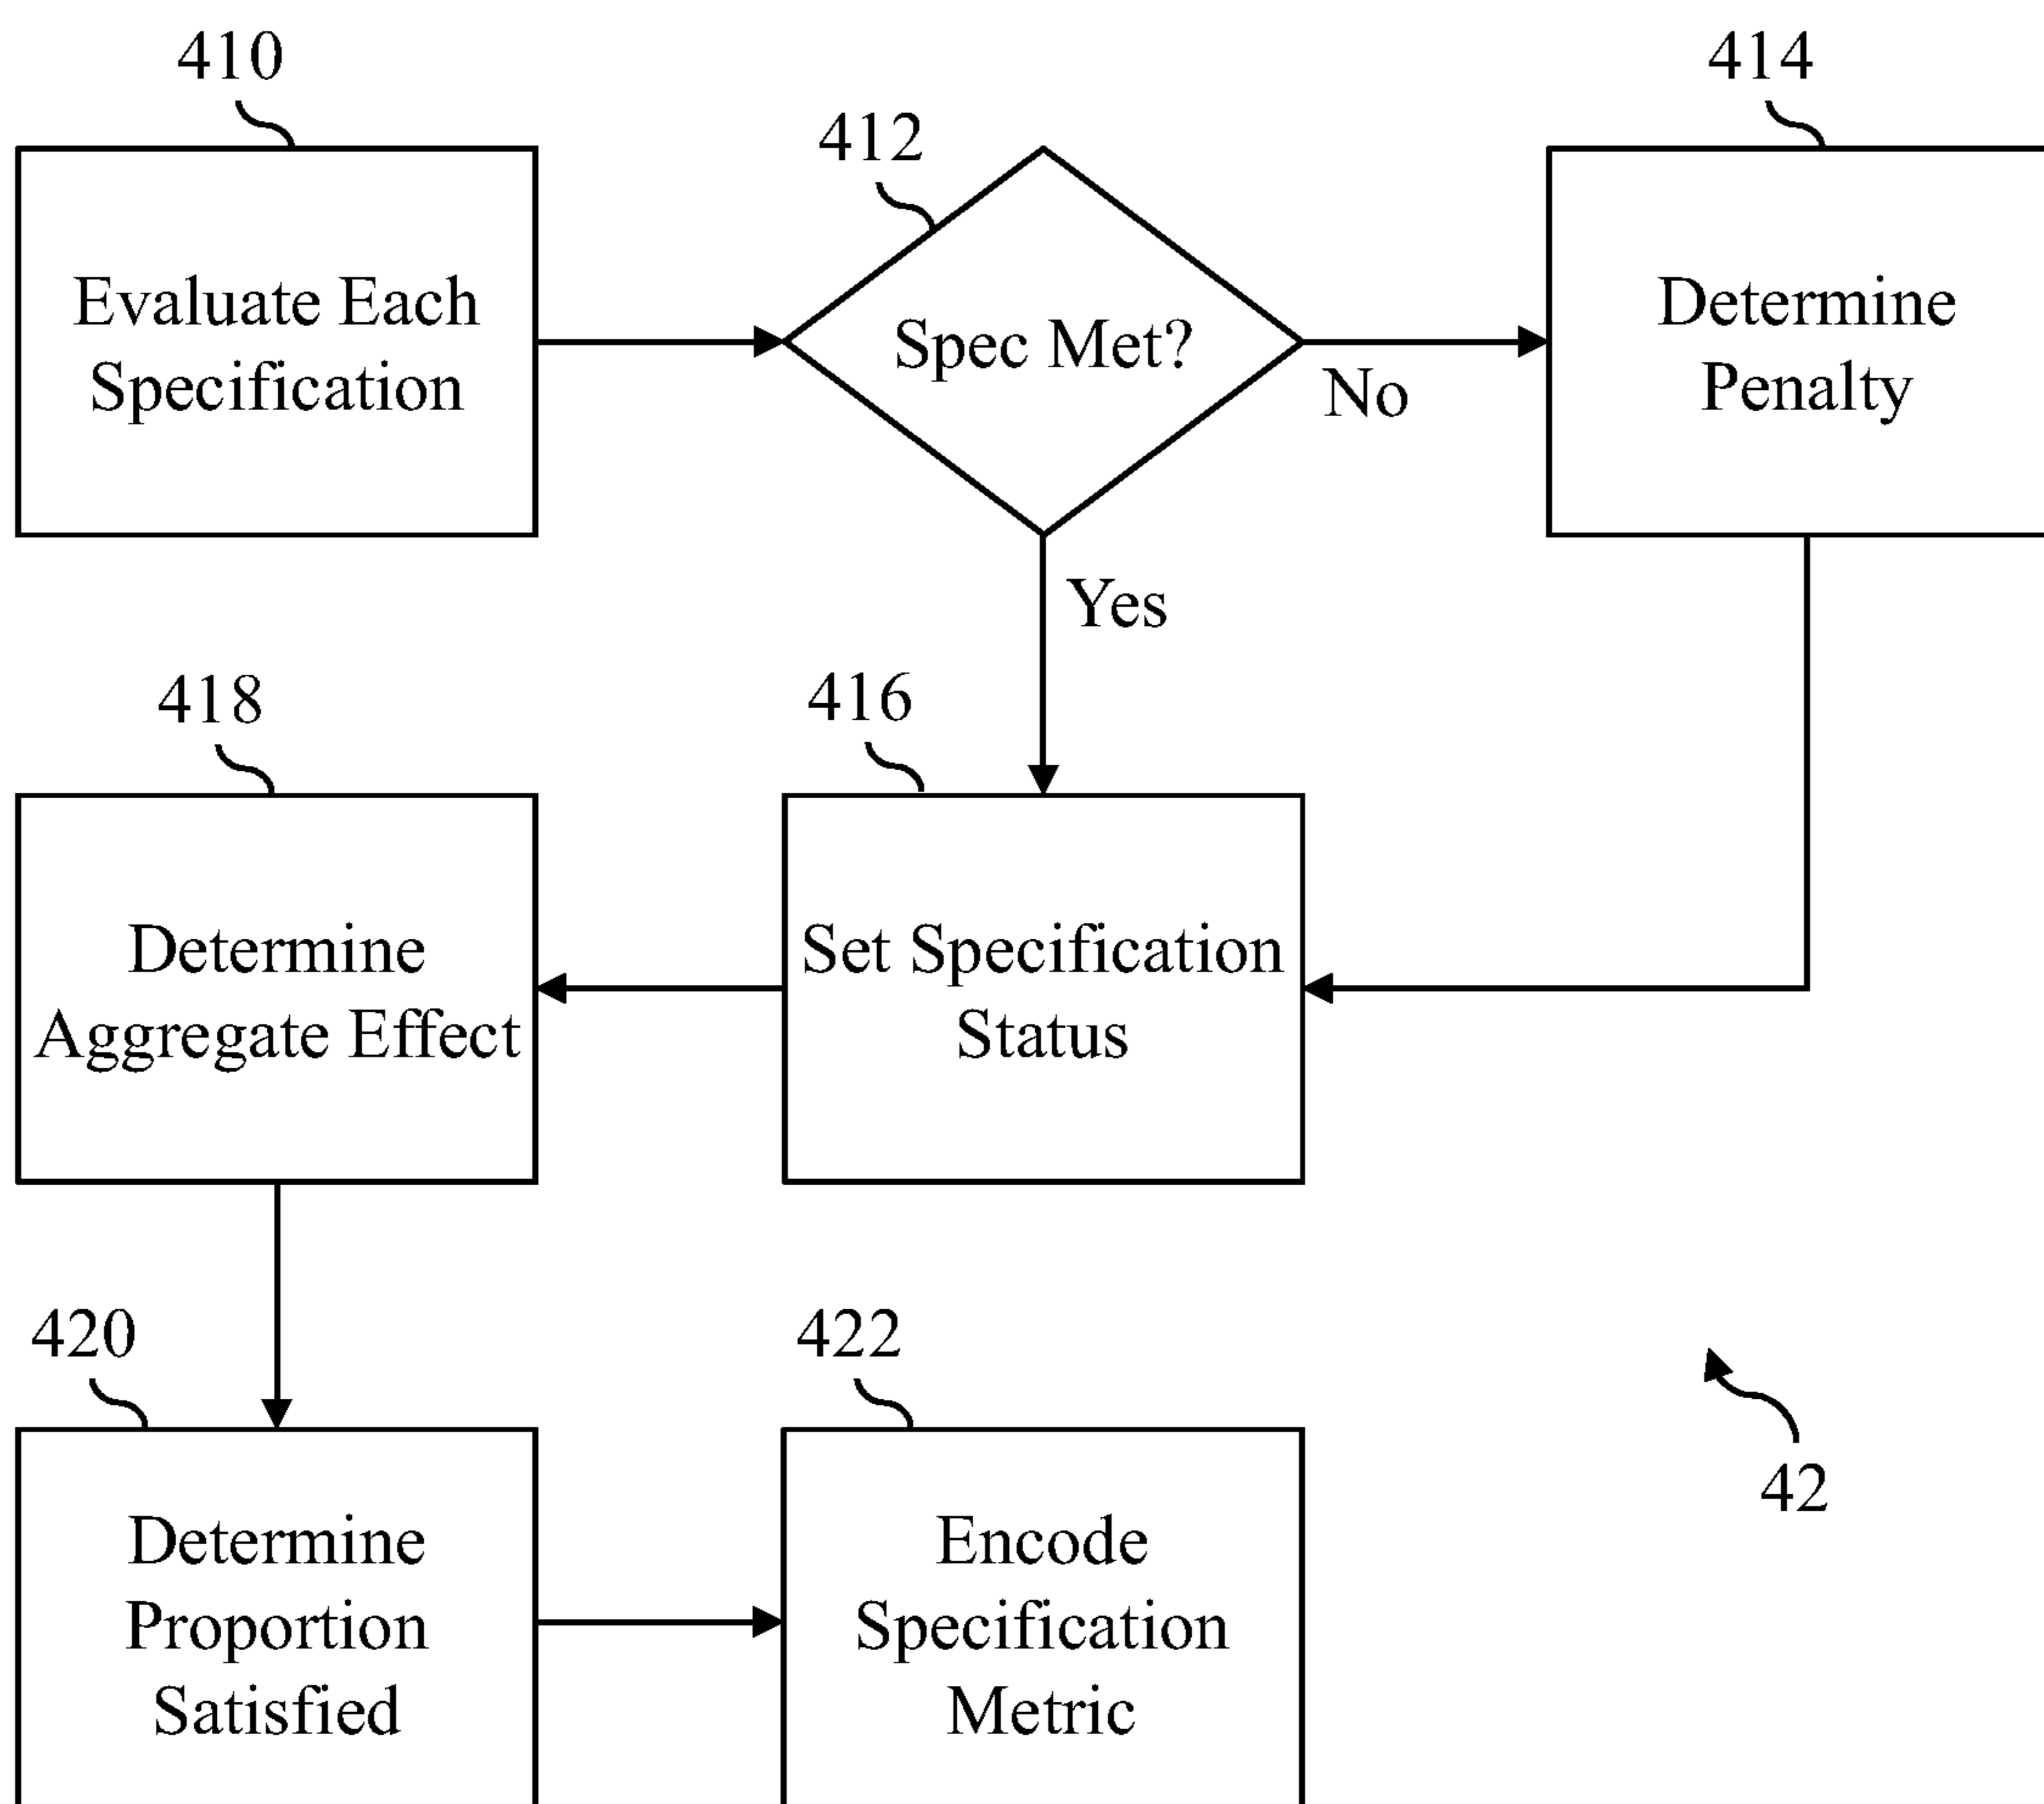 410
Evaluate Each
Specification
412
Spec Met?
No
Yes
414
Determine
Penalty
416
Set Specification
Status
418
Determine
Aggregate Effect
420
Determine
Proportion
Satisfied
422
Encode
Specification
Metric
42